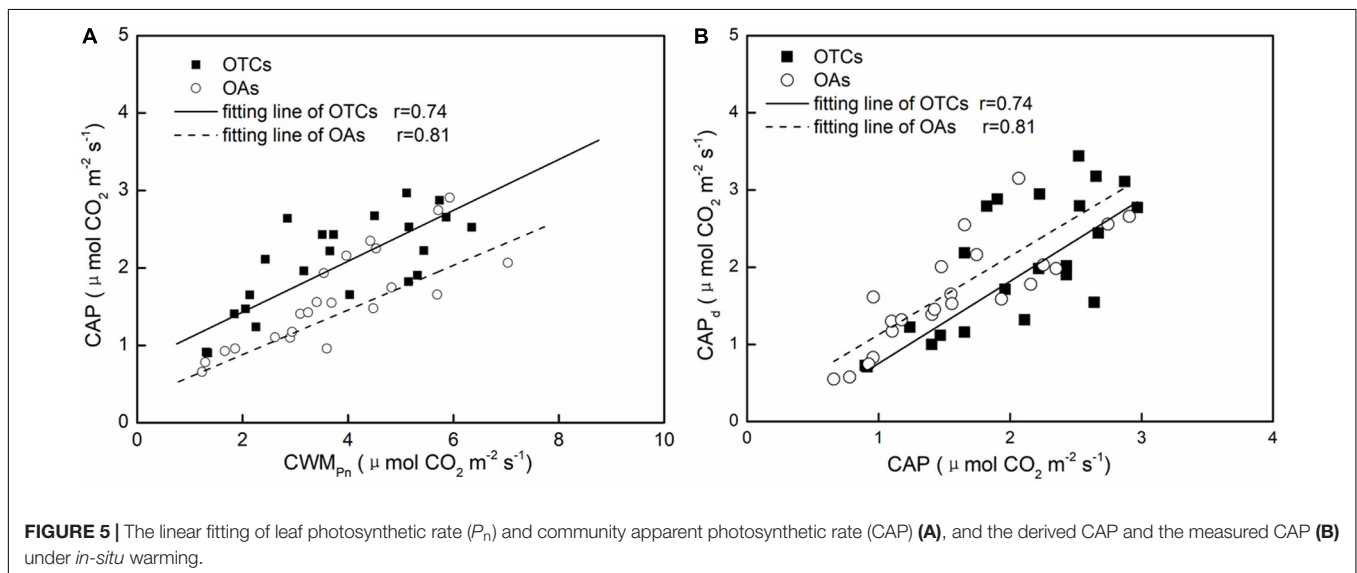 A
OTCs
OAs
fitting line of OTCs r=0.74
fitting line of OAs r=0.81
CAP ( μ mol CO₂ m⁻² s⁻¹)
5
4
3
2
1
0
0 2 4 6 8 10
CWM_Pn ( μ mol CO₂ m⁻² s⁻¹)
B
OTCs
OAs
fitting line of OTCs r=0.74
fitting line of OAs r=0.81
CAP_d ( μ mol CO₂ m⁻² s⁻¹)
5
4
3
2
1
0
0 1 2 3 4
CAP ( μ mol CO₂ m⁻² s⁻¹)
FIGURE 5 | The linear fitting of leaf photosynthetic rate (Pn) and community apparent photosynthetic rate (CAP) (A), and the derived CAP and the measured CAP (B)
under in-situ warming.